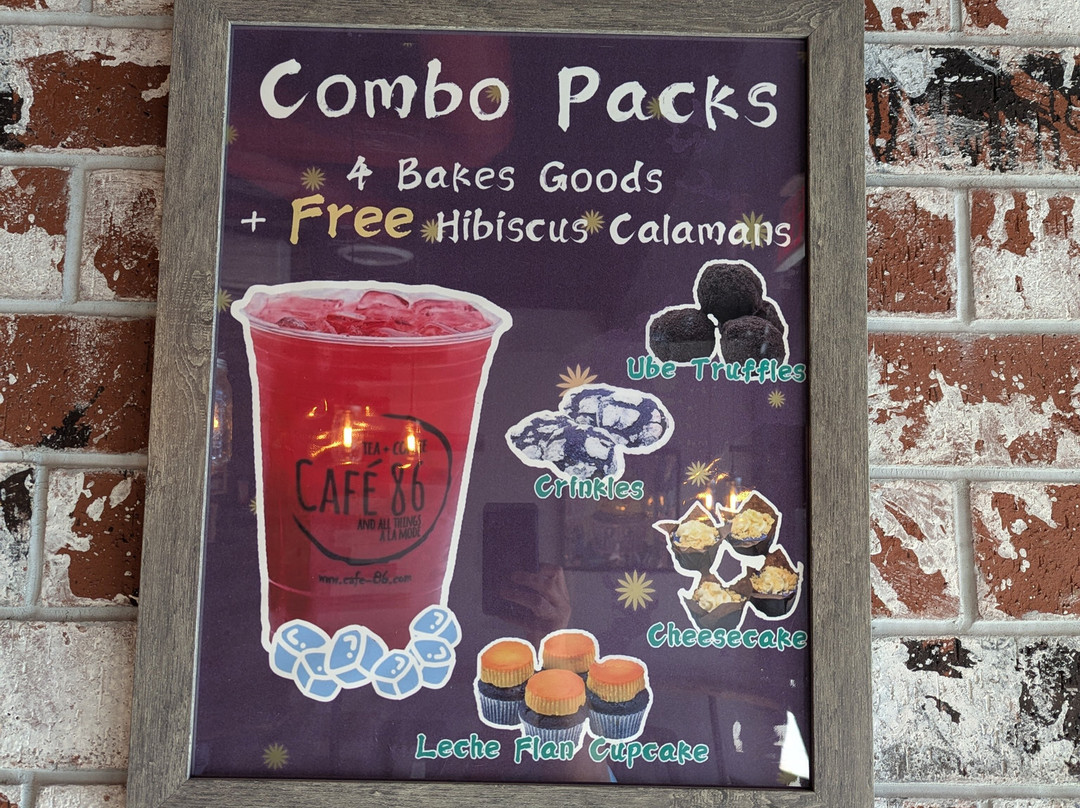 Combo Packs
4 Bakes Goods
+ Free Hibiscus Calamans
Ube Truffles
TEA + COFFEE
CAFÉ 86
AND ALL THINGS
A LA MODE
www.cafe-86.com
Crinkles
Cheesecake
Leche Flan Cupcake